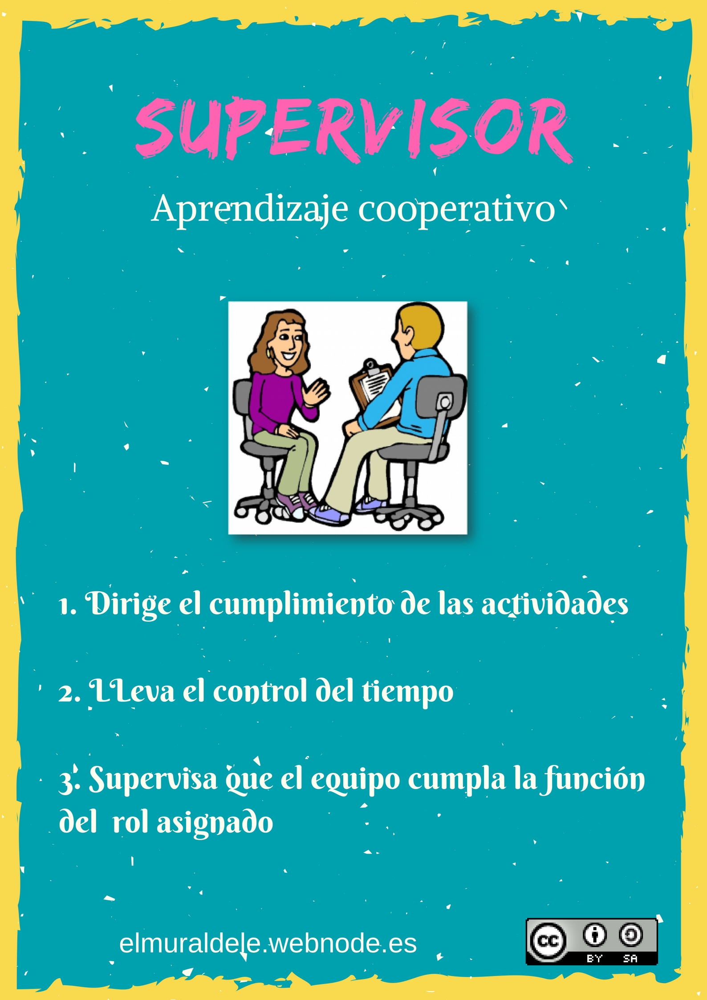 SUPERVISOR
Aprendizaje cooperativo
1. Dirige el cumplimiento de las actividades
2. LLeva el control del tiempo
3. Supervisa que el equipo cumpla la función
del rol asignado
elmuraldele.webnode.es
cc BY SA